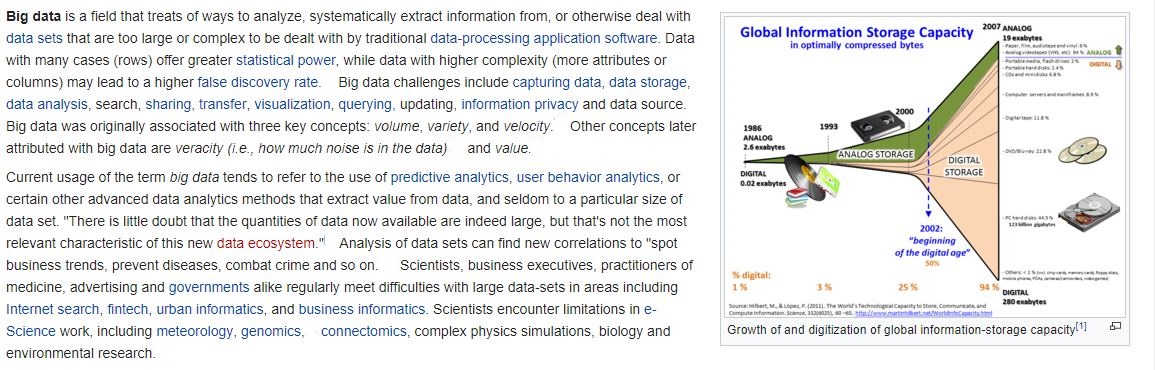 Big data is a field that treats of ways to analyze, systematically extract information from, or otherwise deal with
data sets that are too large or complex to be dealt with by traditional data-processing application software. Data
with many cases (rows) offer greater statistical power, while data with higher complexity (more attributes or
columns) may lead to a higher false discovery rate. Big data challenges include capturing data, data storage,
data analysis, search, sharing, transfer, visualization, querying, updating, information privacy and data source.
Big data was originally associated with three key concepts: volume, variety, and velocity. Other concepts later
attributed with big data are veracity (i.e., how much noise is in the data) and value.
Current usage of the term big data tends to refer to the use of predictive analytics, user behavior analytics, or
certain other advanced data analytics methods that extract value from data, and seldom to a particular size of
data set. "There is little doubt that the quantities of data now available are indeed large, but that's not the most
relevant characteristic of this new data ecosystem." Analysis of data sets can find new correlations to "spot
business trends, prevent diseases, combat crime and so on. Scientists, business executives, practitioners of
medicine, advertising and governments alike regularly meet difficulties with large data-sets in areas including
Internet search, fintech, urban informatics, and business informatics. Scientists encounter limitations in e-
Science work, including meteorology, genomics, connectomics, complex physics simulations, biology and
environmental research.
Global Information Storage Capacity
in optimally compressed bytes
2007 ANALOG
19 exabytes
- Paper, film, audiotape and vinyl: 6 %
- Analog videotapes (VHS, etc): 94 %
ANALOG
DIGITAL
- Portable media, flash drives: 2 %
- Portable hard disks: 2.4 %
- CDs and minidisks: 6.8 %
- Computer servers and mainframes: 8.9 %
- Digital tape: 11.8 %
- DVD/Blu-ray: 22.8 %
- PC hard disks: 44.5 %
123 billion gigabytes
- Others: < 1 % (incl. chip cards, memory cards, floppy disks,
mobile phones, PDAs, cameras/camcorders, video games)
DIGITAL
280 exabytes
1986
ANALOG
2.6 exabytes
DIGITAL
0.02 exabytes
1993
2000
ANALOG STORAGE
DIGITAL
STORAGE
2002:
"beginning
of the digital age"
50%
% digital:
1 % 3 % 25 % 94 %
Source: Hilbert, M., & López, P. (2011). The World's Technological Capacity to Store, Communicate, and
Compute Information. Science, 332(6025), 60 –65. http://www.martinhilbert.net/WorldInfoCapacity.html
Growth of and digitization of global information-storage capacity[1]